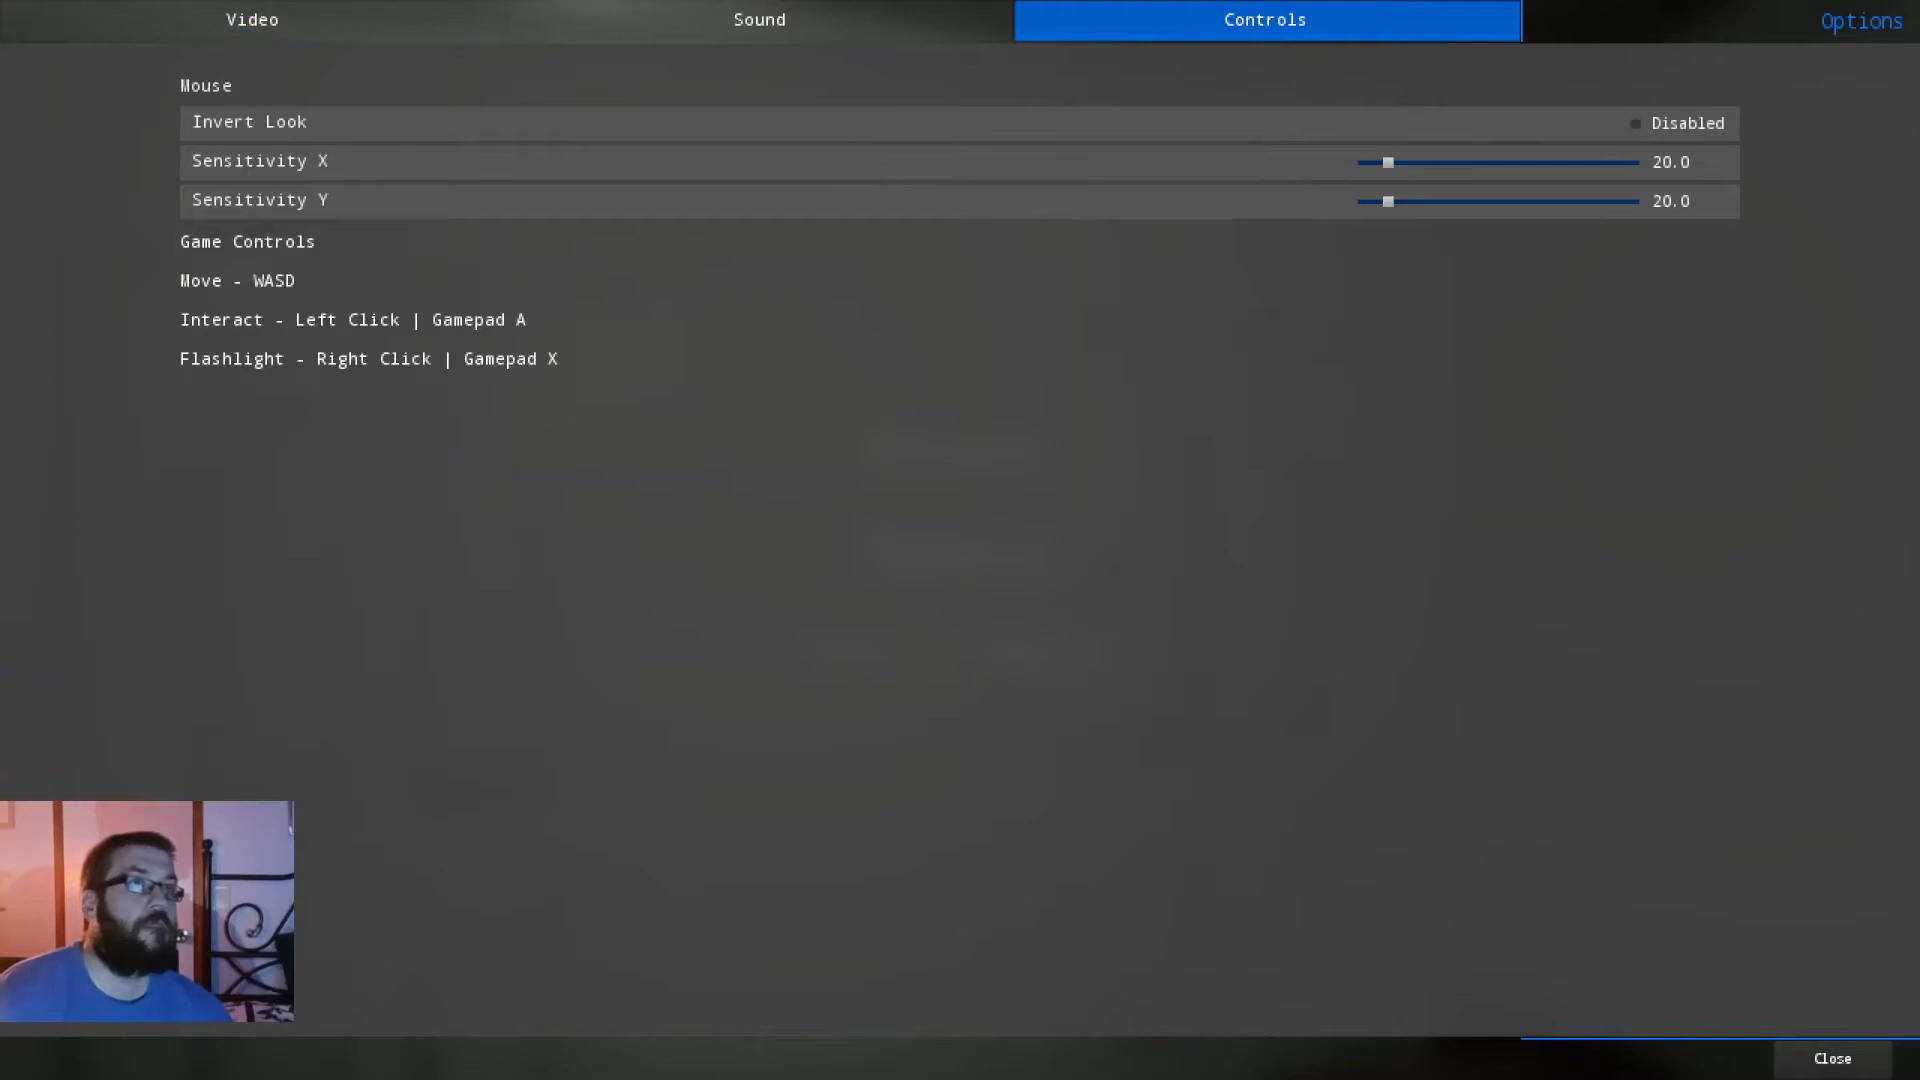 Video
Sound
Controls
Options
Mouse
Invert Look
Disabled
Sensitivity X
20.0
Sensitivity Y
20.0
Game Controls
Move - WASD
Interact - Left Click | Gamepad A
Flashlight - Right Click | Gamepad X
Close